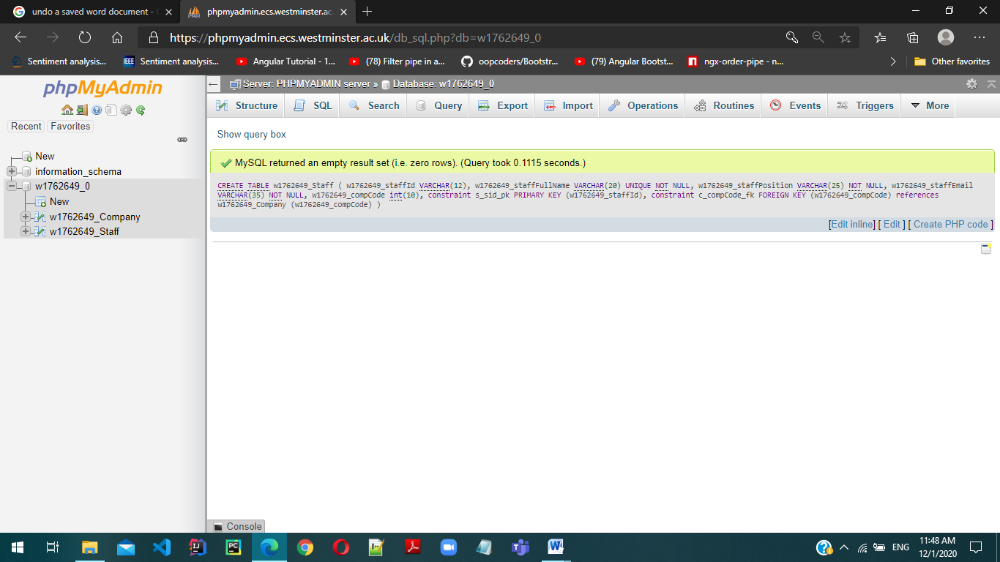 undo a saved word document -
phpmyadmin.ecs.westminster.ac.
https://phpmyadmin.ecs.westminster.ac.uk/db_sql.php?db=w1762649_0
Sentiment analysis...
IEEE Sentiment analysis...
Angular Tutorial - 1...
(78) Filter pipe in a...
oopcoders/Bootstr...
(79) Angular Bootst...
ngx-order-pipe - n...
Other favorites
phpMyAdmin
Recent Favorites
New
information_schema
w1762649_0
New
w1762649_Company
w1762649_Staff
Server: PHPMYADMIN server » Database: w1762649_0
Structure SQL Search Query Export Import Operations Routines Events Triggers More
Show query box
MySQL returned an empty result set (i.e. zero rows). (Query took 0.1115 seconds.)
CREATE TABLE w1762649_Staff ( w1762649_staffId VARCHAR(12), w1762649_staffFullName VARCHAR(20) UNIQUE NOT NULL, w1762649_staffPosition VARCHAR(25) NOT NULL, w1762649_staffEmail
VARCHAR(35) NOT NULL, w1762649_compCode int(10), constraint s_sid_pk PRIMARY KEY (w1762649_staffId), constraint c_compCode_fk FOREIGN KEY (w1762649_compCode) references
w1762649_Company (w1762649_compCode) )
[Edit inline] [ Edit ] [ Create PHP code ]
Console
ENG
11:48 AM
12/1/2020